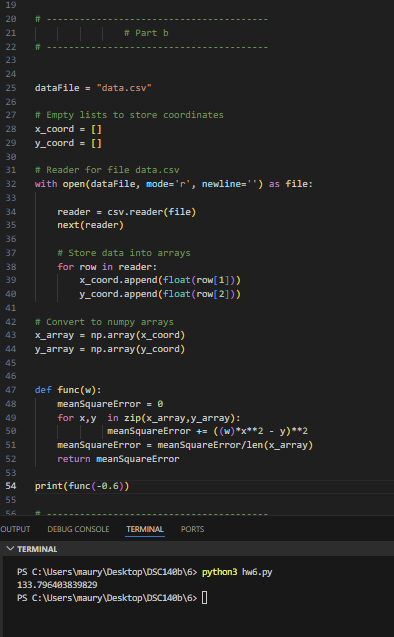 19
20 # ----------------------------------------
21 # Part b
22 # ----------------------------------------
23
24
25 dataFile = "data.csv"
26
27 # Empty lists to store coordinates
28 x_coord = []
29 y_coord = []
30
31 # Reader for file data.csv
32 with open(dataFile, mode='r', newline='') as file:
33
34 reader = csv.reader(file)
35 next(reader)
36
37 # Store data into arrays
38 for row in reader:
39 x_coord.append(float(row[1]))
40 y_coord.append(float(row[2]))
41
42 # Convert to numpy arrays
43 x_array = np.array(x_coord)
44 y_array = np.array(y_coord)
45
46
47 def func(w):
48 meanSquareError = 0
49 for x,y  in zip(x_array,y_array):
50 meanSquareError += ((w)*x**2 - y)**2
51 meanSquareError = meanSquareError/len(x_array)
52 return meanSquareError
53
54 print(func(-0.6))
55
56 # ----------------------------------------
OUTPUT DEBUG CONSOLE TERMINAL PORTS
TERMINAL
PS C:\Users\maury\Desktop\DSC140b\6> python3 hw6.py
133.796403839829
PS C:\Users\maury\Desktop\DSC140b\6>